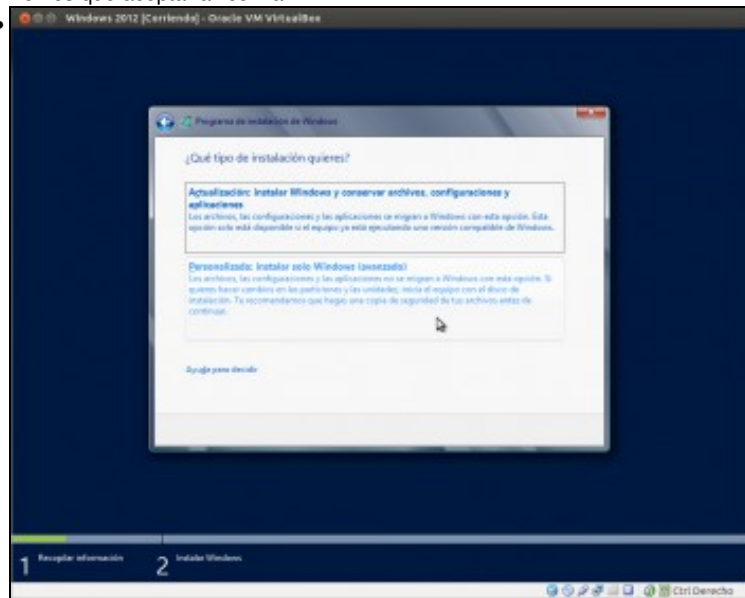 Windows 2012 [Corriendo] - Oracle VM VirtualBox
Programa de instalación de Windows
¿Qué tipo de instalación quieres?
Actualización: Instalar Windows y conservar archivos, configuraciones y
aplicaciones
Los archivos, las configuraciones y las aplicaciones se migran a Windows con esta opción. Esta
opción solo está disponible si el equipo ya está ejecutando una versión compatible de Windows.
Personalizada: Instalar solo Windows (avanzado)
Los archivos, las configuraciones y las aplicaciones no se migran a Windows con esta opción. Si
quieres hacer cambios en las particiones y las unidades, inicia el equipo con el disco de
instalación. Te recomendamos que hagas una copia de seguridad de tus archivos antes de
continuar.
Ayuda para decidir
1 Recopilar información 2 Instalar Windows
Ctrl Derecho